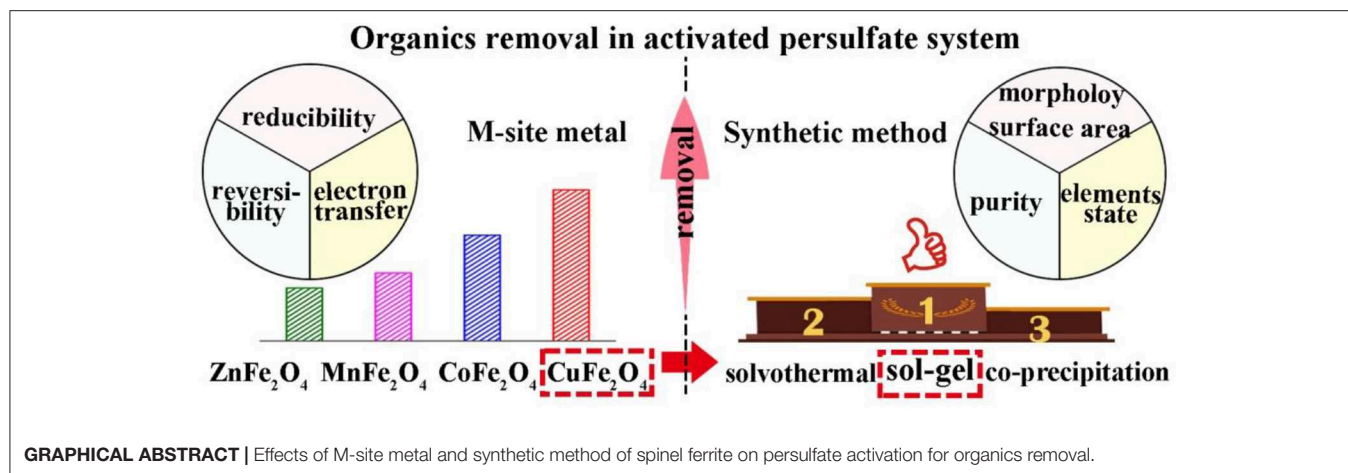 Organics removal in activated persulfate system
reducibility
reversi-
bility
electron
transfer
M-site metal
removal
Synthetic method
morpholoy
surface area
purity
elements
state
2
1
3
ZnFe₂O₄ MnFe₂O₄ CoFe₂O₄ CuFe₂O₄
solvothermal sol-gel co-precipitation
GRAPHICAL ABSTRACT | Effects of M-site metal and synthetic method of spinel ferrite on persulfate activation for organics removal.